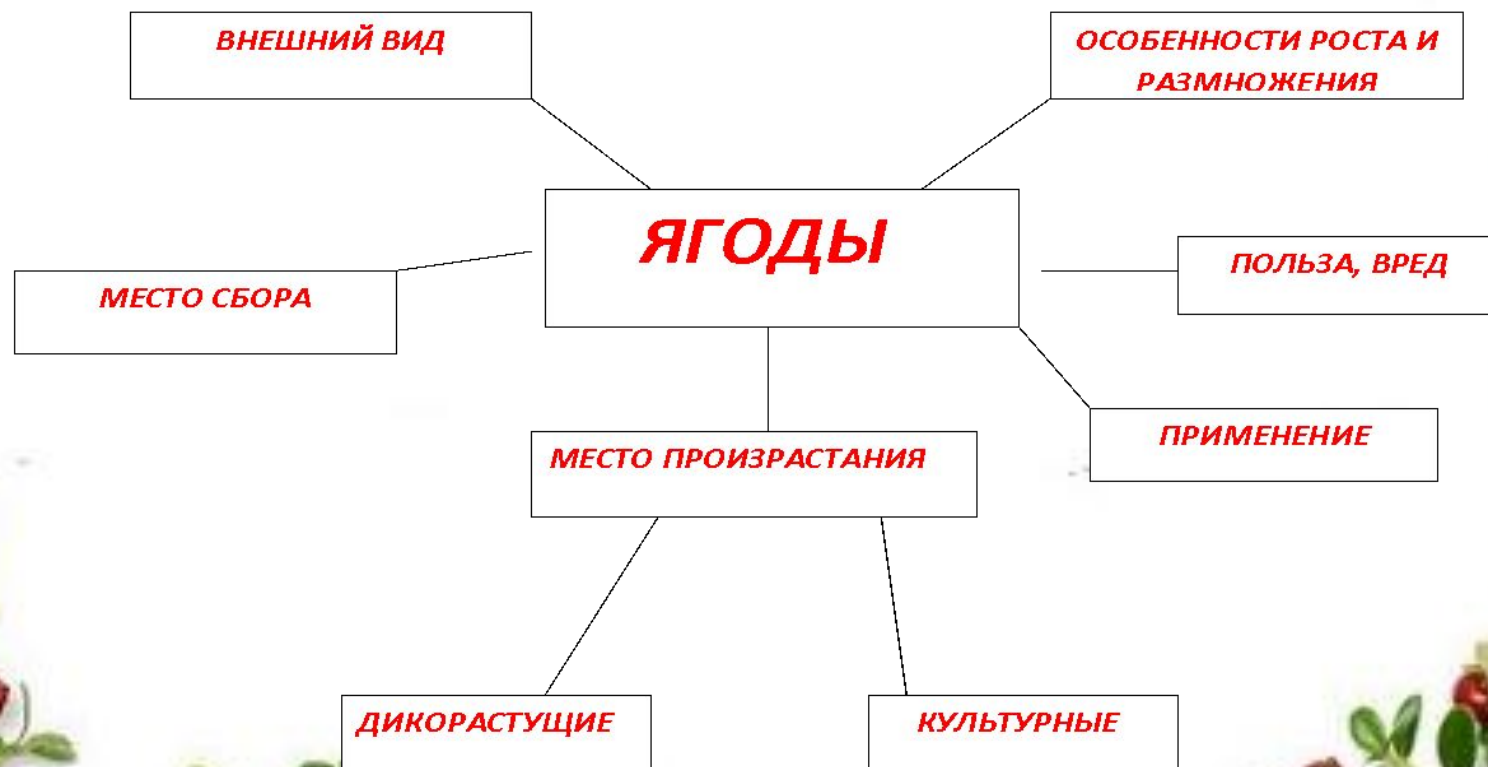 ВНЕШНИЙ ВИД
ОСОБЕННОСТИ РОСТА И
РАЗМНОЖЕНИЯ
ЯГОДЫ
МЕСТО СБОРА
ПОЛЬЗА, ВРЕД
ПРИМЕНЕНИЕ
МЕСТО ПРОИЗРАСТАНИЯ
ДИКОРАСТУЩИЕ
КУЛЬТУРНЫЕ